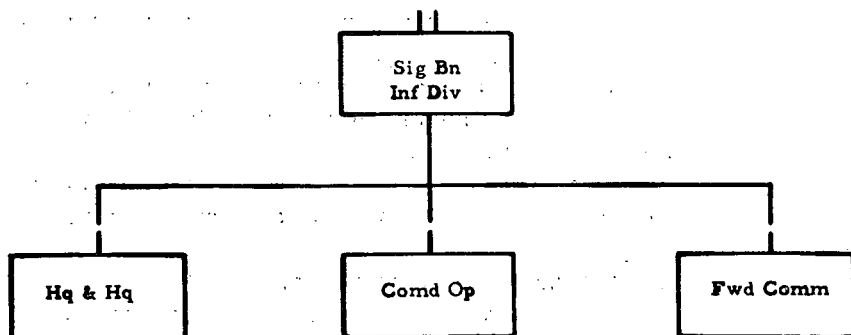 Sig Bn
Inf Div
Hq & Hq
Comd Op
Fwd Comm